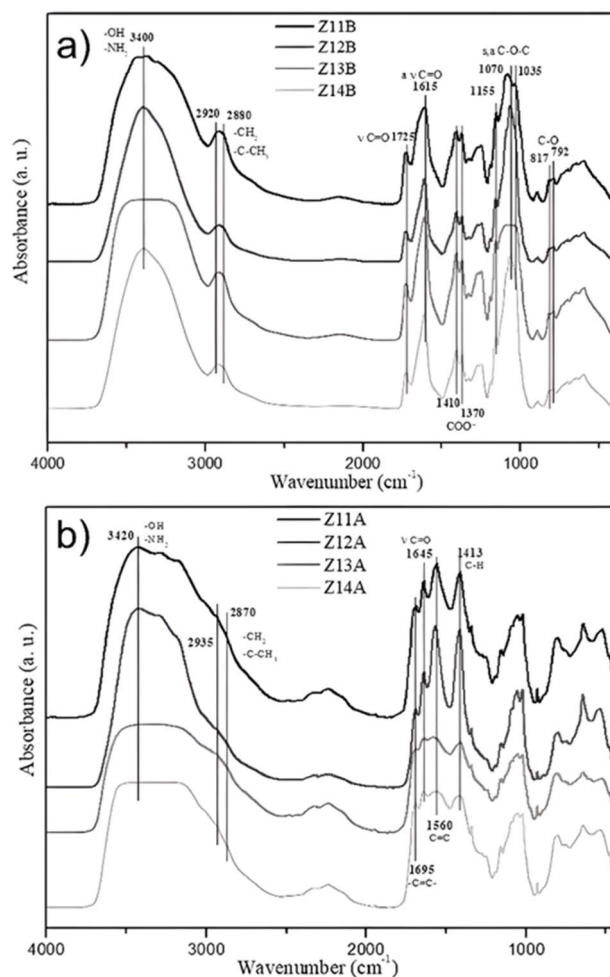 a)
Z11B
Z12B
Z13B
Z14B
-OH
-NH₂
3400
2920
2880
-CH₂
-C-CH₃
ν C=O
1725
a ν C=O
1615
s,a C-O-C
1070
1035
1155
C-O
817
792
1410
1370
COO⁻
Absorbance (a. u.)
4000
3000
2000
1000
Wavenumber (cm⁻¹)
b)
Z11A
Z12A
Z13A
Z14A
3420
-OH
-NH₂
2935
2870
-CH₂
-C-CH₃
ν C=O
1645
1413
C-H
1560
C=C
1695
-C=C-
Absorbance (a. u.)
4000
3000
2000
1000
Wavenumber (cm⁻¹)